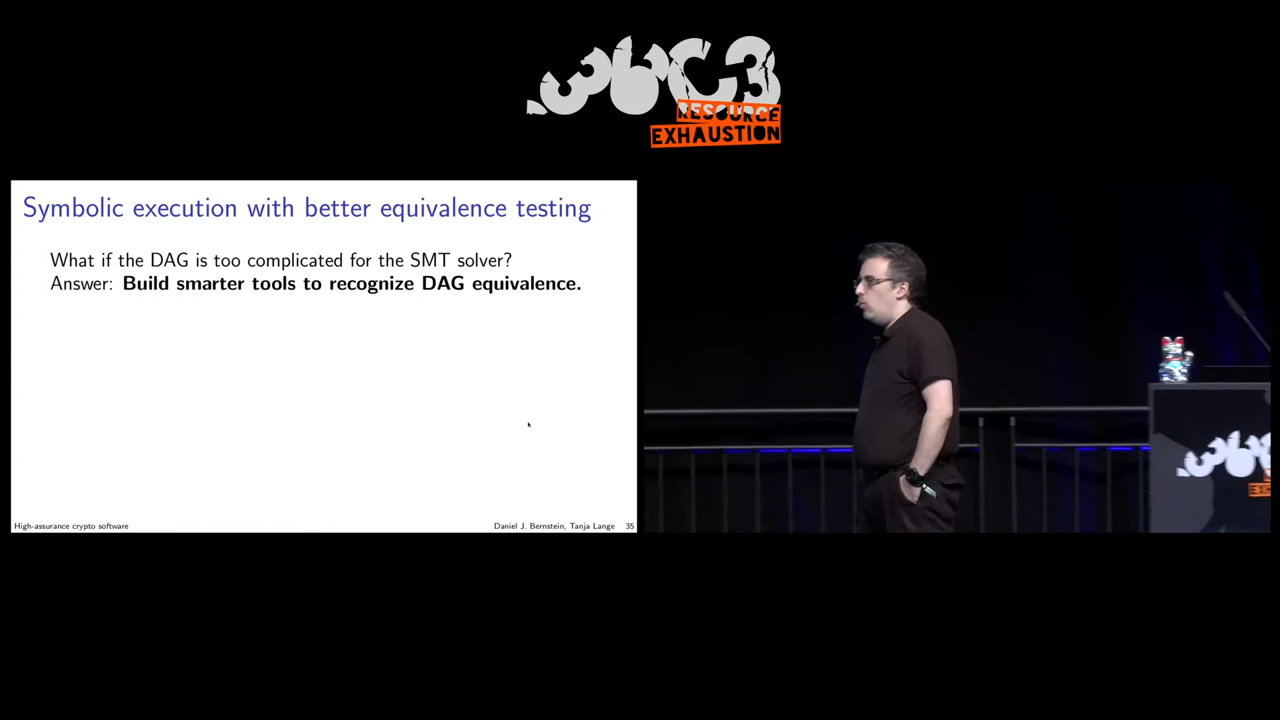 36C3
RESOURCE
EXHAUSTION
Symbolic execution with better equivalence testing
What if the DAG is too complicated for the SMT solver?
Answer: Build smarter tools to recognize DAG equivalence.
High-assurance crypto software
Daniel J. Bernstein, Tanja Lange 35